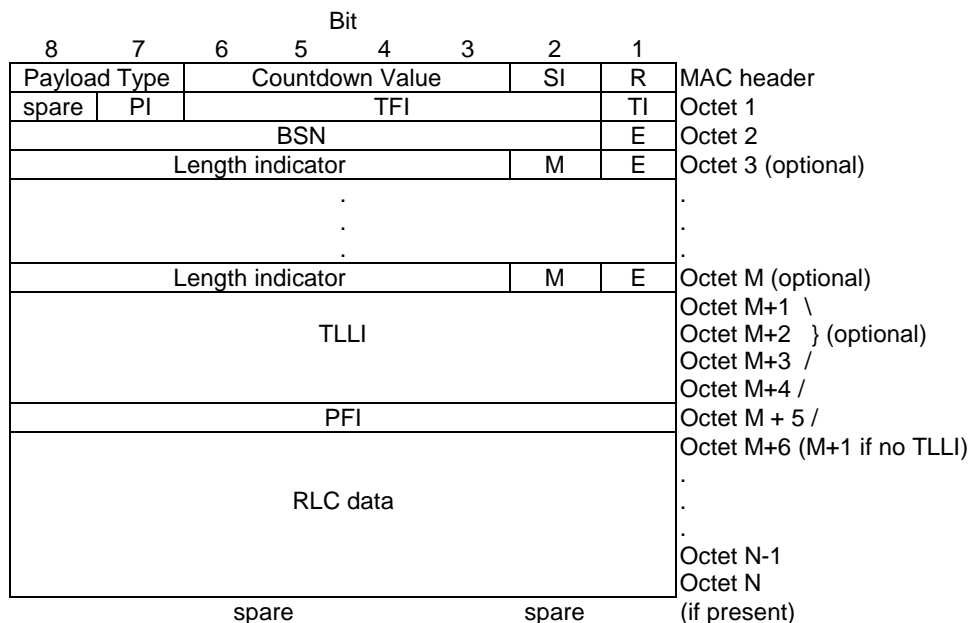 Bit
8 7 6 5 4 3 2 1
Payload Type Countdown Value SI R MAC header
spare PI TFI TI Octet 1
BSN E Octet 2
Length indicator M E Octet 3 (optional)
. .
. .
. .
Length indicator M E Octet M (optional)
Octet M+1 \
TLLI Octet M+2 } (optional)
Octet M+3 /
Octet M+4 /
PFI Octet M + 5 /
Octet M+6 (M+1 if no TLLI)
.
RLC data .
.
Octet N-1
Octet N
spare spare (if present)